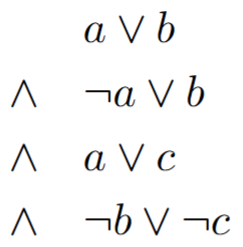 a ∨ b
∧ ¬a ∨ b
∧ a ∨ c
∧ ¬b ∨ ¬c